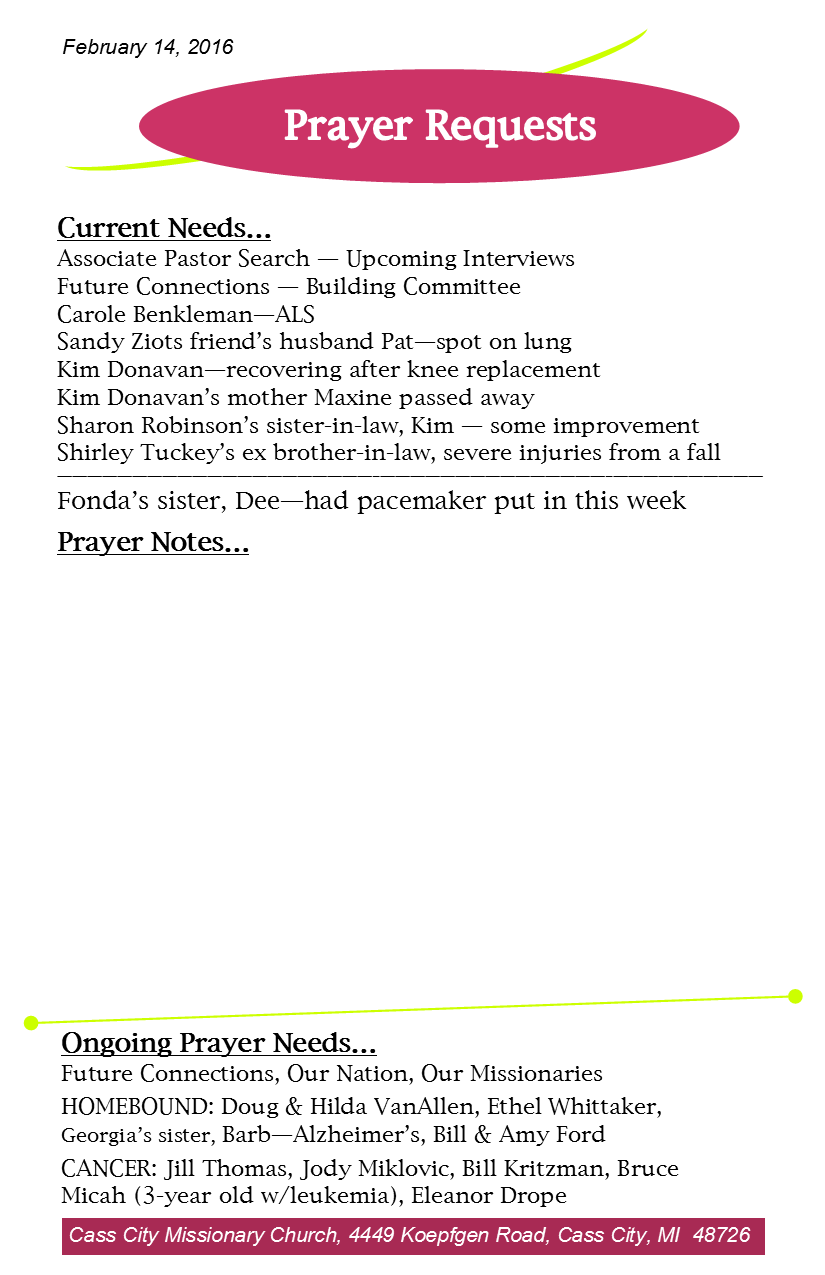 February 14, 2016
Prayer Requests
Current Needs...
Associate Pastor Search — Upcoming Interviews
Future Connections — Building Committee
Carole Benkleman—ALS
Sandy Ziots friend’s husband Pat—spot on lung
Kim Donavan—recovering after knee replacement
Kim Donavan’s mother Maxine passed away
Sharon Robinson’s sister-in-law, Kim — some improvement
Shirley Tuckey’s ex brother-in-law, severe injuries from a fall
Fonda’s sister, Dee—had pacemaker put in this week
Prayer Notes...
Ongoing Prayer Needs...
Future Connections, Our Nation, Our Missionaries
HOMEBOUND: Doug & Hilda VanAllen, Ethel Whittaker,
Georgia’s sister, Barb—Alzheimer’s, Bill & Amy Ford
CANCER: Jill Thomas, Jody Miklovic, Bill Kritzman, Bruce
Micah (3-year old w/leukemia), Eleanor Drope
Cass City Missionary Church, 4449 Koepfgen Road, Cass City, MI  48726